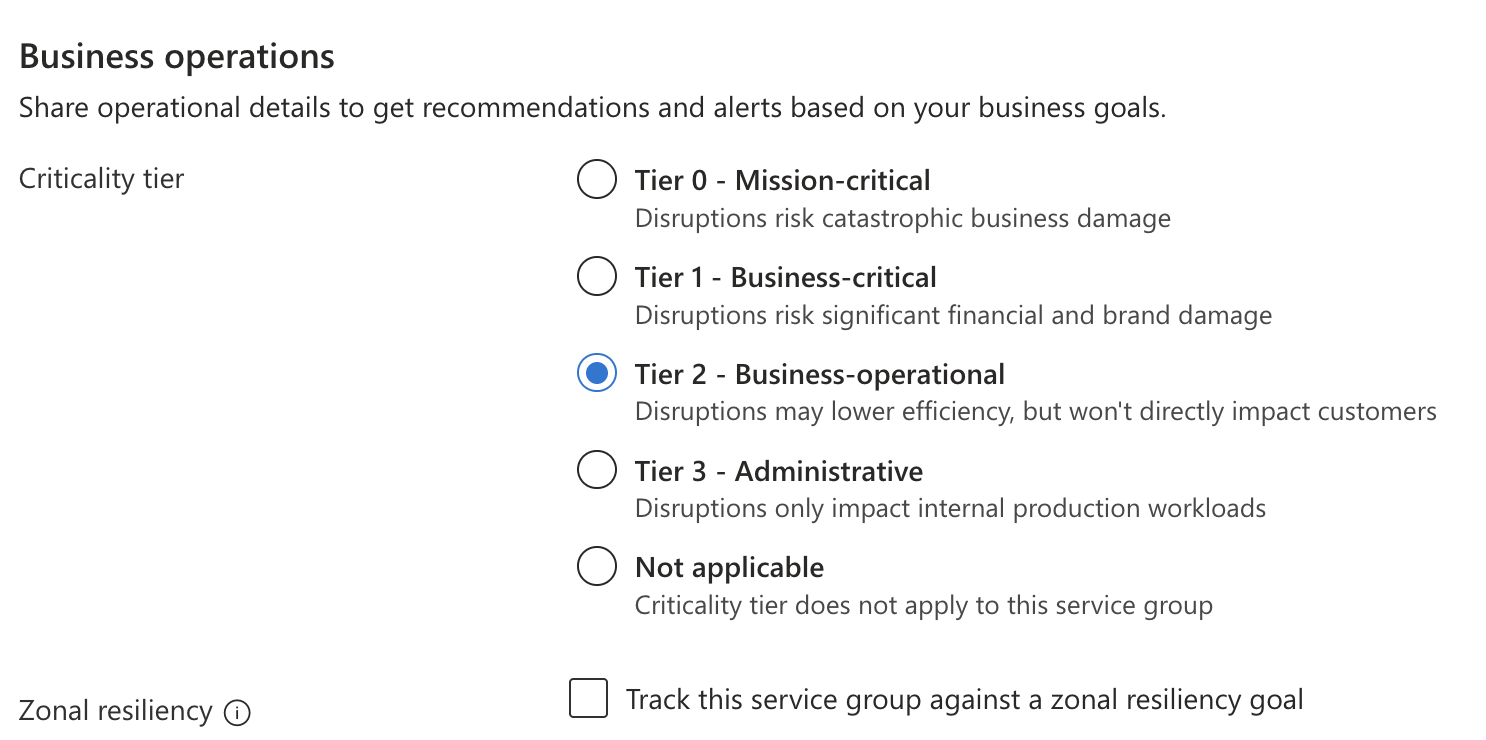 Business operations
Share operational details to get recommendations and alerts based on your business goals.
Criticality tier
Tier 0 - Mission-critical
Disruptions risk catastrophic business damage
Tier 1 - Business-critical
Disruptions risk significant financial and brand damage
Tier 2 - Business-operational
Disruptions may lower efficiency, but won't directly impact customers
Tier 3 - Administrative
Disruptions only impact internal production workloads
Not applicable
Criticality tier does not apply to this service group
Zonal resiliency
Track this service group against a zonal resiliency goal